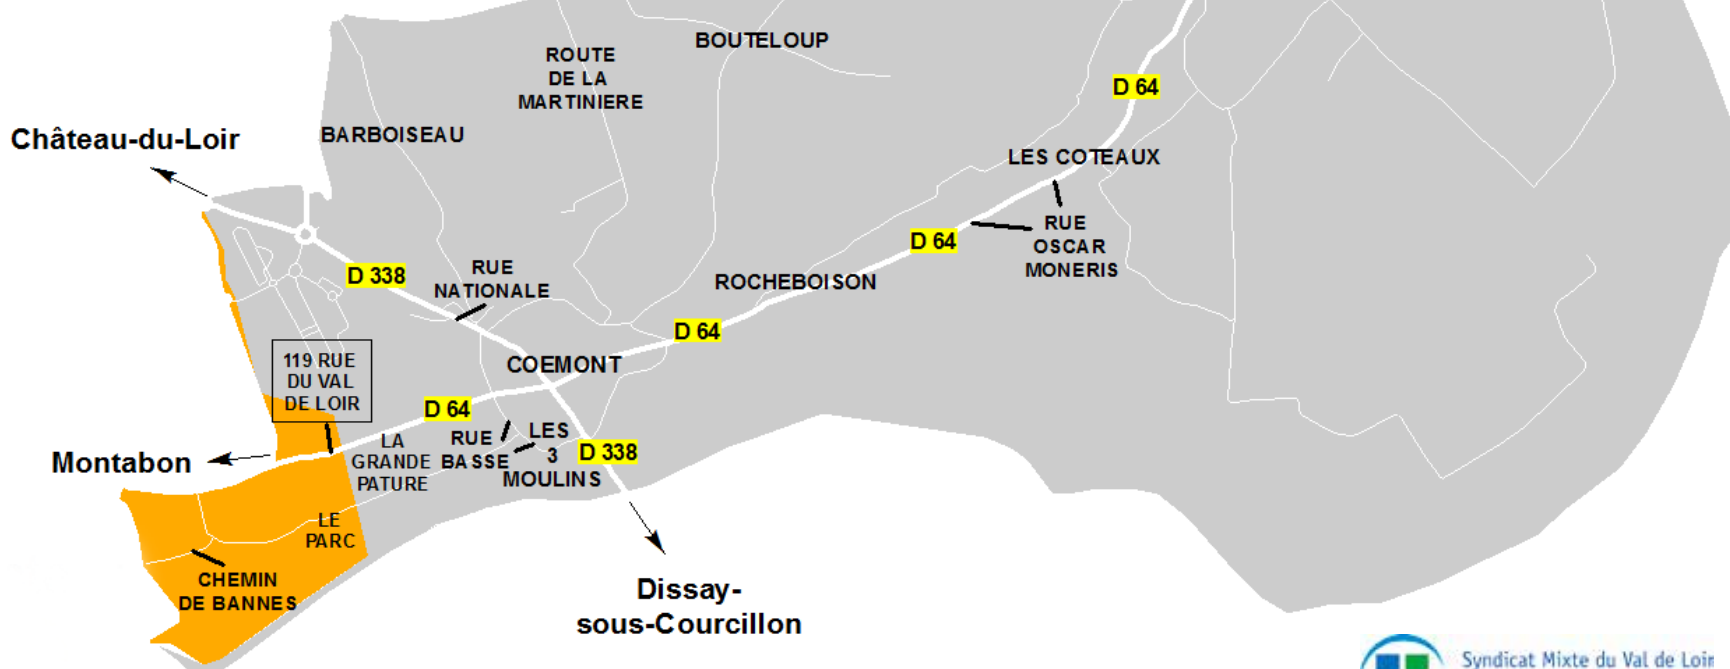 BOUTELOUP
ROUTE
DE LA
MARTINIERE
D 64
Château-du-Loir
BARBOISEAU
LES COTEAUX
RUE
OSCAR
MONERIS
D 64
D 338
RUE
NATIONALE
ROCHEBOISON
D 64
119 RUE
DU VAL
DE LOIR
COEMONT
D 64
Montabon
LA
GRANDE
PATURE
RUE
BASSE
LES
3
MOULINS
D 338
LE
PARC
CHEMIN
DE BANNES
Dissay-
sous-Courcillon
Syndicat Mixte du Val de Loir